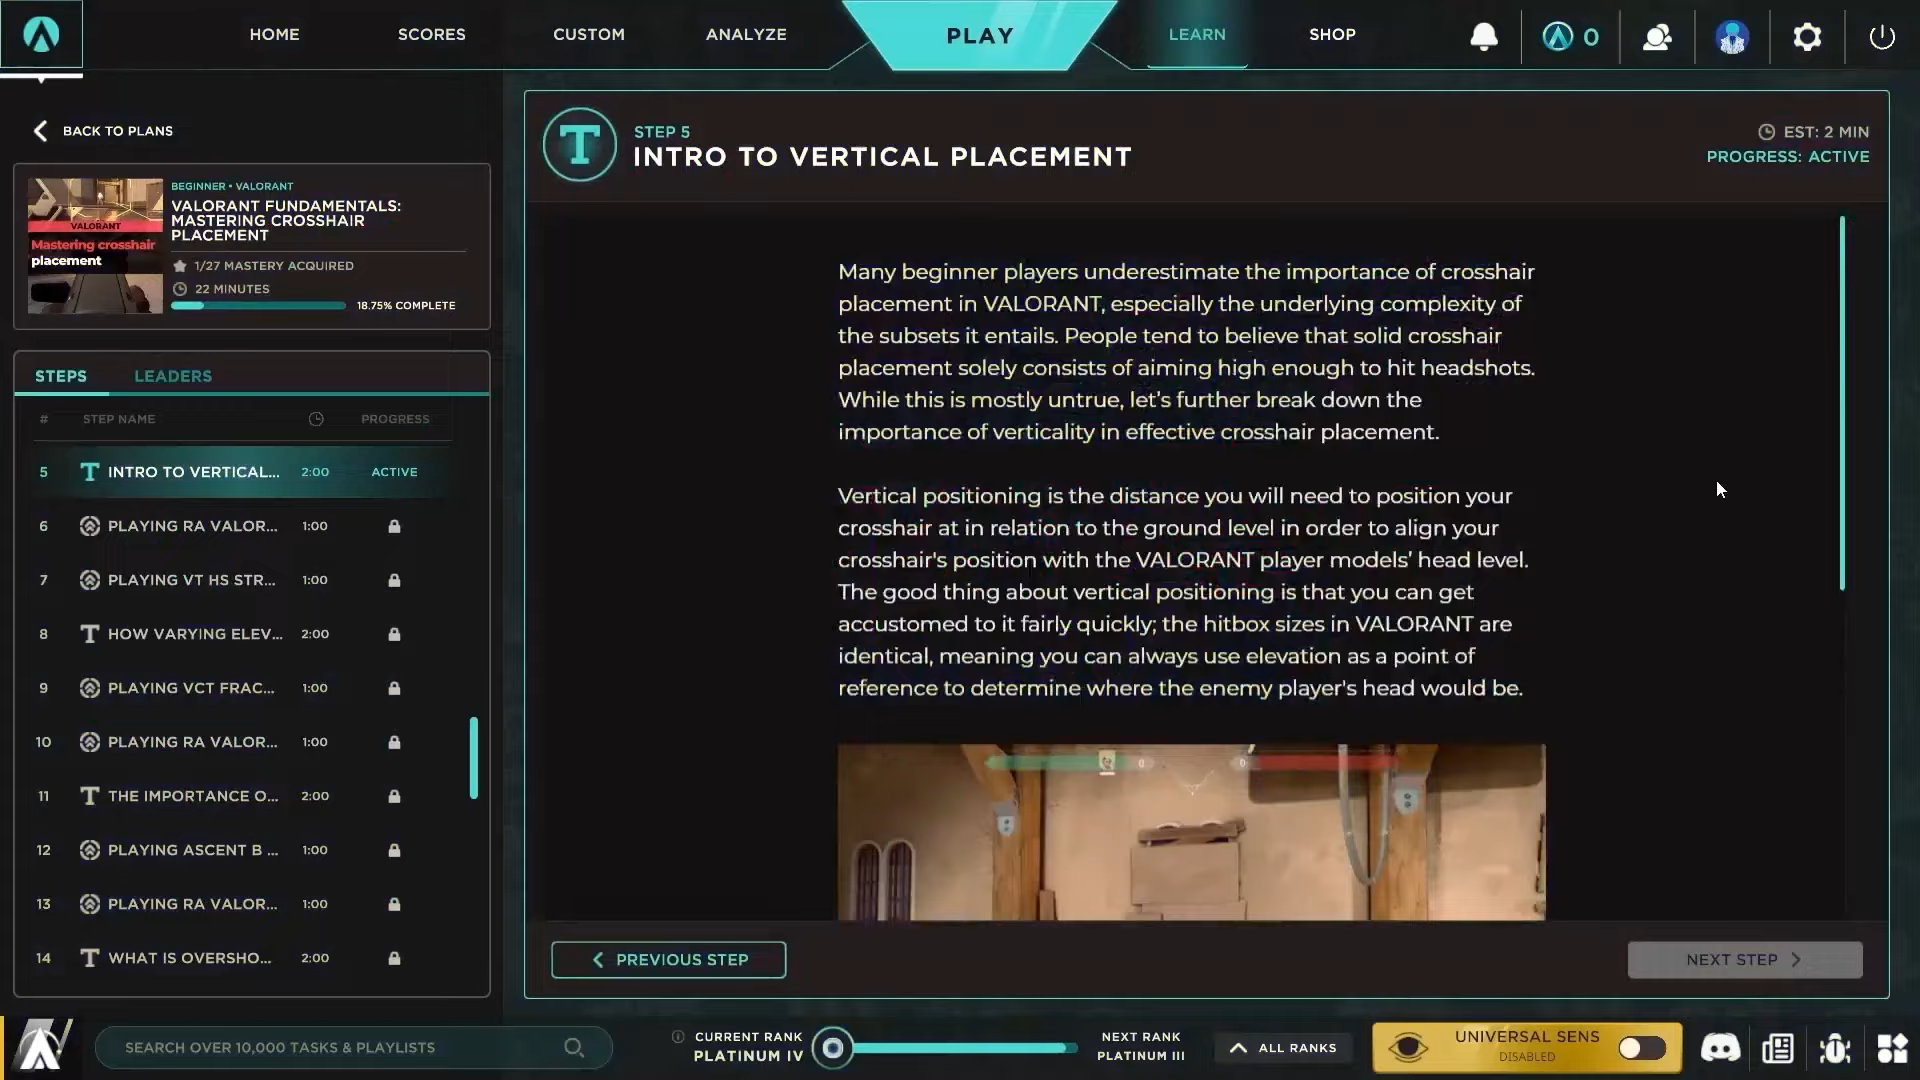 HOME
SCORES
CUSTOM
ANALYZE
PLAY
LEARN
SHOP
0
BACK TO PLANS
VALORANT
Mastering crosshair
placement
BEGINNER • VALORANT
VALORANT FUNDAMENTALS:
MASTERING CROSSHAIR
PLACEMENT
1/27 MASTERY ACQUIRED
22 MINUTES
18.75% COMPLETE
STEPS
LEADERS
# STEP NAME PROGRESS
5 T INTRO TO VERTICAL... 2:00 ACTIVE
6 PLAYING RA VALOR... 1:00
7 PLAYING VT HS STR... 1:00
8 T HOW VARYING ELEV... 2:00
9 PLAYING VCT FRAC... 1:00
10 PLAYING RA VALOR... 1:00
11 T THE IMPORTANCE O... 2:00
12 PLAYING ASCENT B ... 1:00
13 PLAYING RA VALOR... 1:00
14 T WHAT IS OVERSHO... 2:00
T
STEP 5
INTRO TO VERTICAL PLACEMENT
EST: 2 MIN
PROGRESS: ACTIVE
Many beginner players underestimate the importance of crosshair
placement in VALORANT, especially the underlying complexity of
the subsets it entails. People tend to believe that solid crosshair
placement solely consists of aiming high enough to hit headshots.
While this is mostly untrue, let's further break down the
importance of verticality in effective crosshair placement.
Vertical positioning is the distance you will need to position your
crosshair at in relation to the ground level in order to align your
crosshair's position with the VALORANT player models' head level.
The good thing about vertical positioning is that you can get
accustomed to it fairly quickly; the hitbox sizes in VALORANT are
identical, meaning you can always use elevation as a point of
reference to determine where the enemy player's head would be.
0
0
PREVIOUS STEP
NEXT STEP
SEARCH OVER 10,000 TASKS & PLAYLISTS
CURRENT RANK
PLATINUM IV
NEXT RANK
PLATINUM III
ALL RANKS
UNIVERSAL SENS
DISABLED